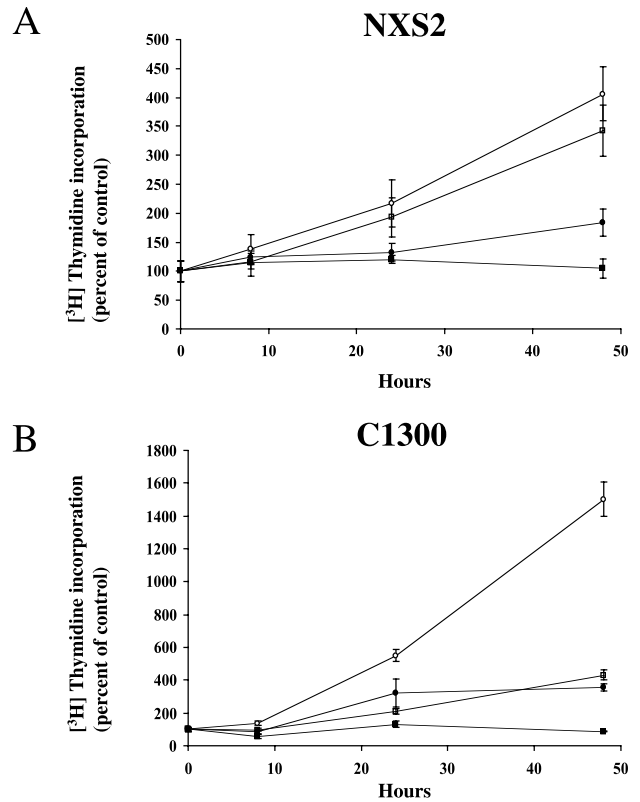 A
NXS2
500
450
400
350
300
250
200
150
100
50
0
[³H] Thymidine incorporation
(percent of control)
0 10 20 30 40 50
Hours
B
C1300
1800
1600
1400
1200
1000
800
600
400
200
0
[³H] Thymidine incorporation
(percent of control)
0 10 20 30 40 50
Hours